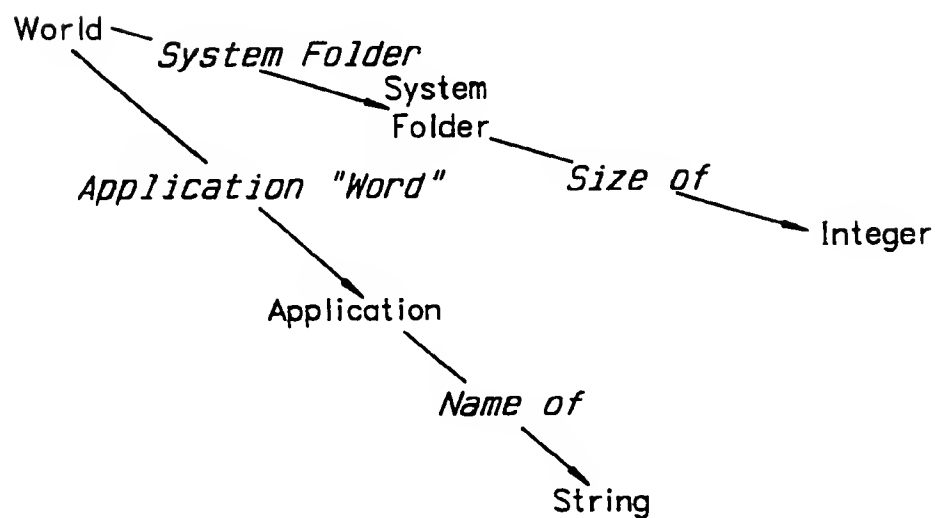 World
System Folder
System
Folder
Size of
Application "Word"
Integer
Application
Name of
String